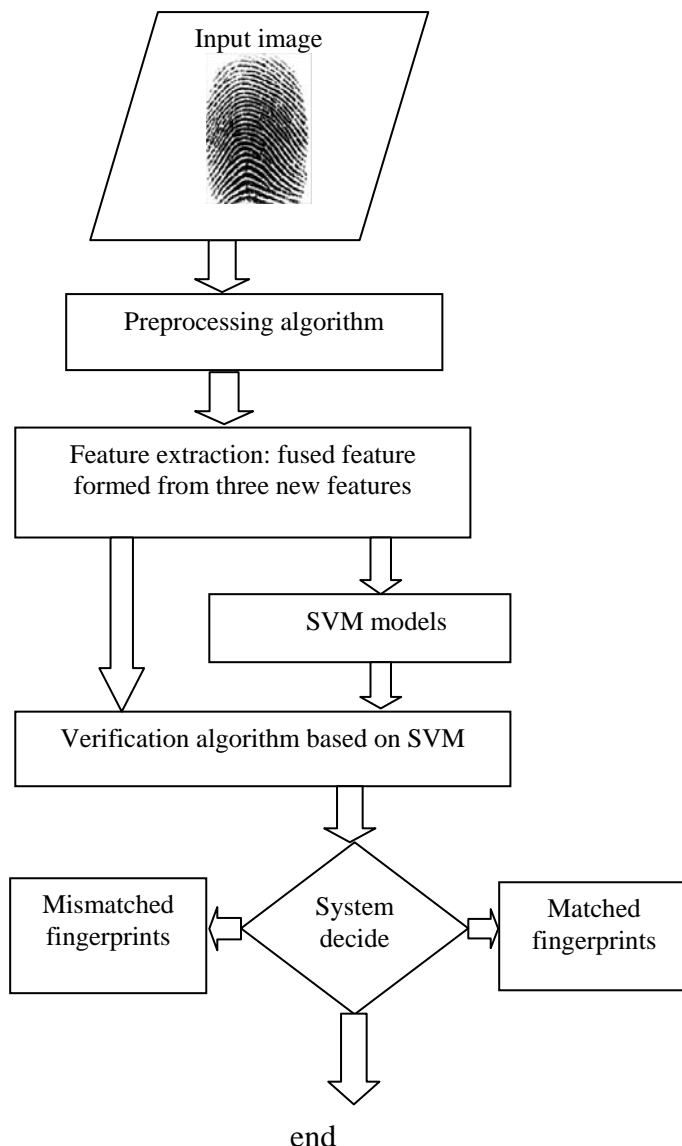 Input image
Preprocessing algorithm
Feature extraction: fused feature
formed from three new features
SVM models
Verification algorithm based on SVM
Mismatched
fingerprints
System
decide
Matched
fingerprints
end